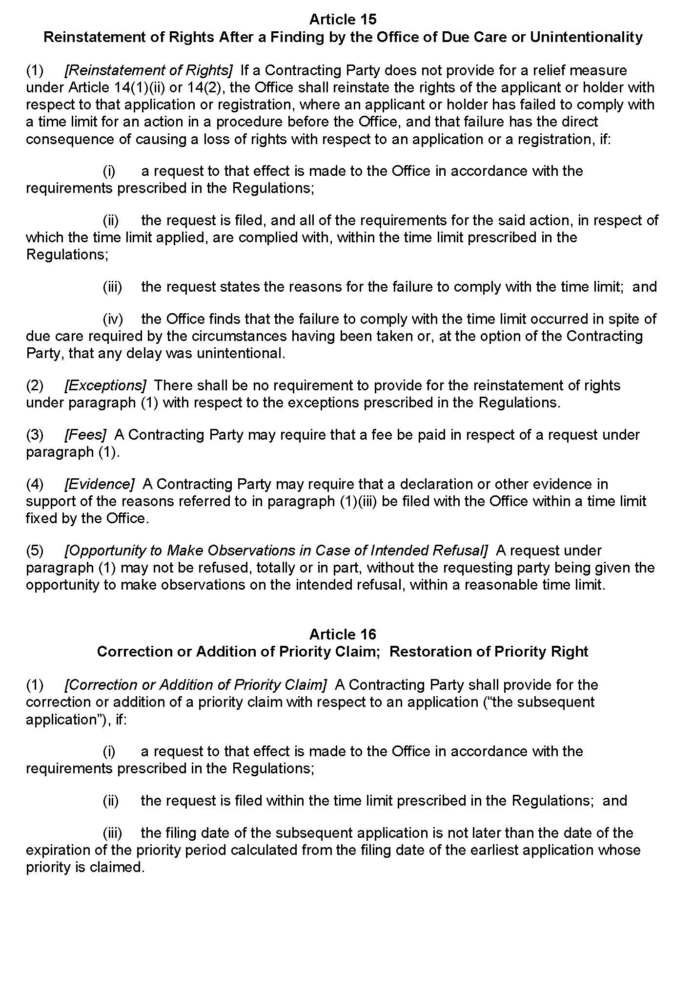 Article 15
Reinstatement of Rights After a Finding by the Office of Due Care or Unintentionality
(1) [Reinstatement of Rights] If a Contracting Party does not provide for a relief measure
under Article 14(1)(ii) or 14(2), the Office shall reinstate the rights of the applicant or holder with
respect to that application or registration, where an applicant or holder has failed to comply with
a time limit for an action in a procedure before the Office, and that failure has the direct
consequence of causing a loss of rights with respect to an application or a registration, if:
(i) a request to that effect is made to the Office in accordance with the
requirements prescribed in the Regulations;
(ii) the request is filed, and all of the requirements for the said action, in respect of
which the time limit applied, are complied with, within the time limit prescribed in the
Regulations;
(iii) the request states the reasons for the failure to comply with the time limit; and
(iv) the Office finds that the failure to comply with the time limit occurred in spite of
due care required by the circumstances having been taken or, at the option of the Contracting
Party, that any delay was unintentional.
(2) [Exceptions] There shall be no requirement to provide for the reinstatement of rights
under paragraph (1) with respect to the exceptions prescribed in the Regulations.
(3) [Fees] A Contracting Party may require that a fee be paid in respect of a request under
paragraph (1).
(4) [Evidence] A Contracting Party may require that a declaration or other evidence in
support of the reasons referred to in paragraph (1)(iii) be filed with the Office within a time limit
fixed by the Office.
(5) [Opportunity to Make Observations in Case of Intended Refusal] A request under
paragraph (1) may not be refused, totally or in part, without the requesting party being given the
opportunity to make observations on the intended refusal, within a reasonable time limit.
Article 16
Correction or Addition of Priority Claim; Restoration of Priority Right
(1) [Correction or Addition of Priority Claim] A Contracting Party shall provide for the
correction or addition of a priority claim with respect to an application (“the subsequent
application”), if:
(i) a request to that effect is made to the Office in accordance with the
requirements prescribed in the Regulations;
(ii) the request is filed within the time limit prescribed in the Regulations; and
(iii) the filing date of the subsequent application is not later than the date of the
expiration of the priority period calculated from the filing date of the earliest application whose
priority is claimed.